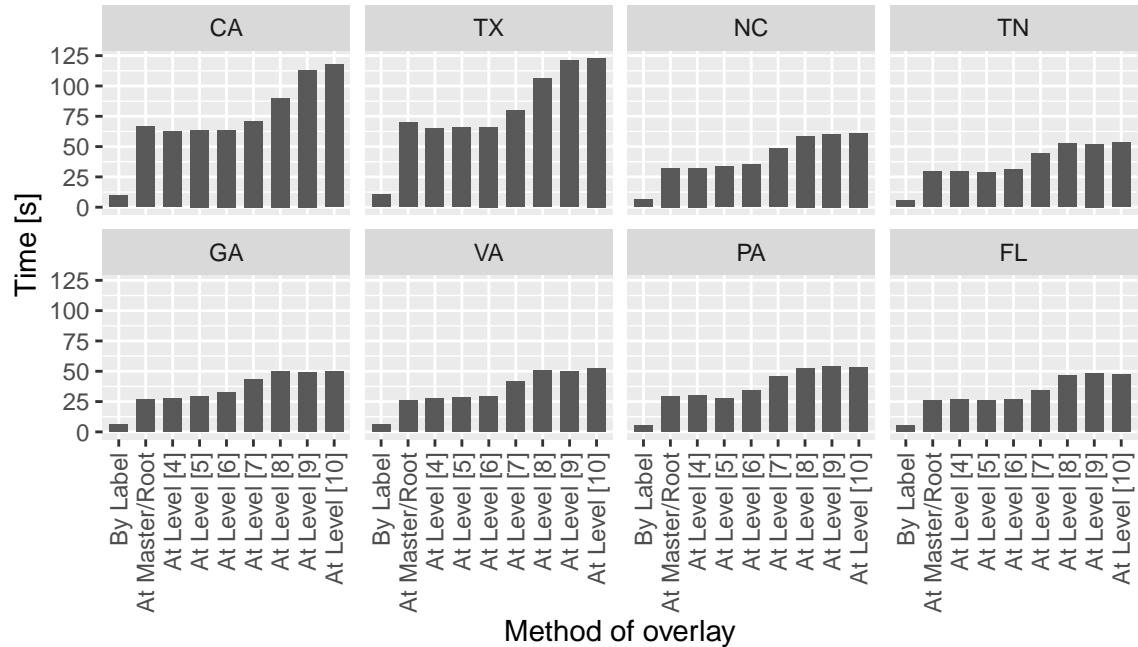 CA TX NC TN
125
100
75
50
25
0
GA VA PA FL
125
100
75
50
25
0
Time [s]
By Label
At Master/Root
At Level [4]
At Level [5]
At Level [6]
At Level [7]
At Level [8]
At Level [9]
At Level [10]
By Label
At Master/Root
At Level [4]
At Level [5]
At Level [6]
At Level [7]
At Level [8]
At Level [9]
At Level [10]
By Label
At Master/Root
At Level [4]
At Level [5]
At Level [6]
At Level [7]
At Level [8]
At Level [9]
At Level [10]
By Label
At Master/Root
At Level [4]
At Level [5]
At Level [6]
At Level [7]
At Level [8]
At Level [9]
At Level [10]
Method of overlay